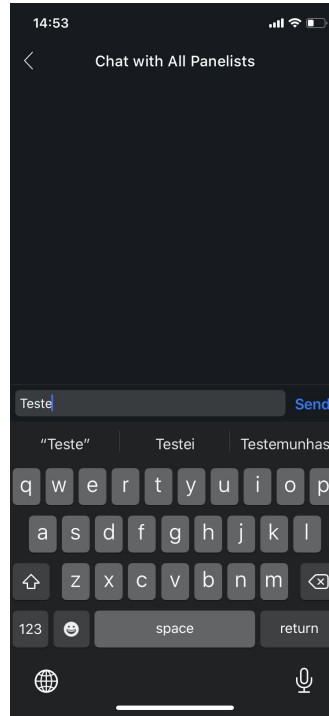 14:53
Chat with All Panelists
Teste
Send
“Teste” Testei Testemunhas
q w e r t y u i o p
a s d f g h j k l
z x c v b n m
123 space return